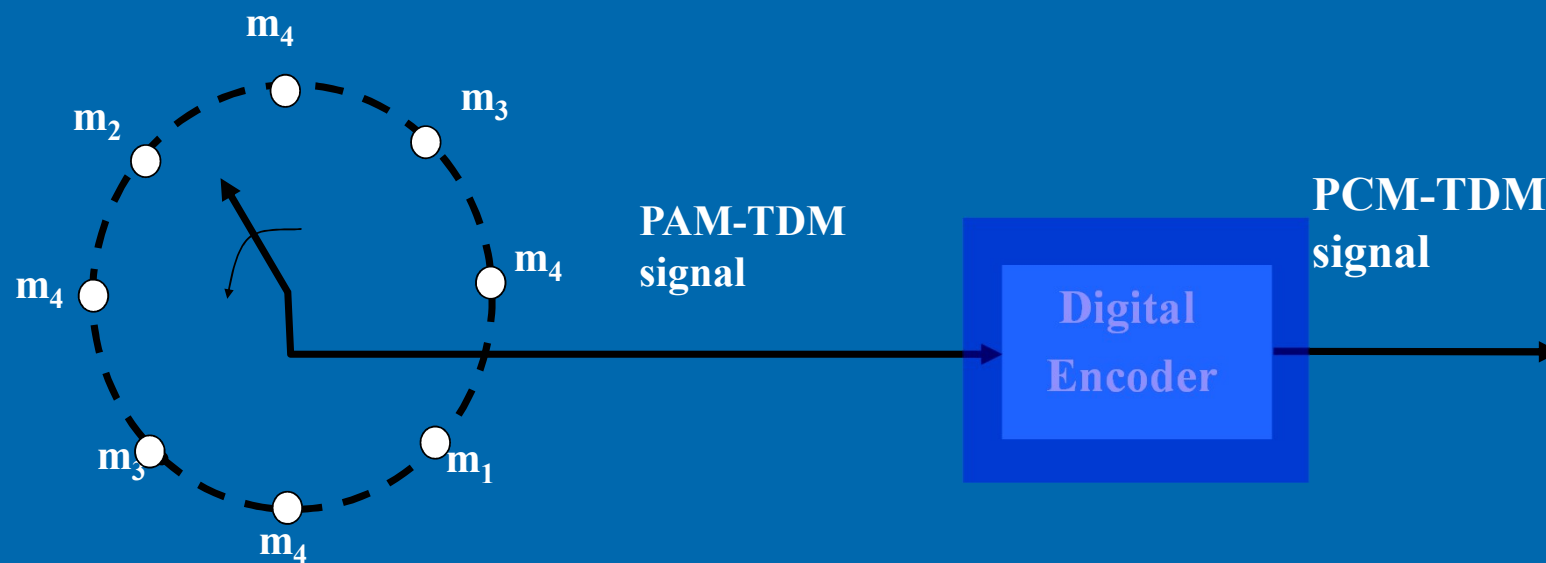 m₄
m₃
m₂
PCM-TDM
signal
PAM-TDM
signal
m₄
m₄
Digital
Encoder
m₃
m₁
m₄